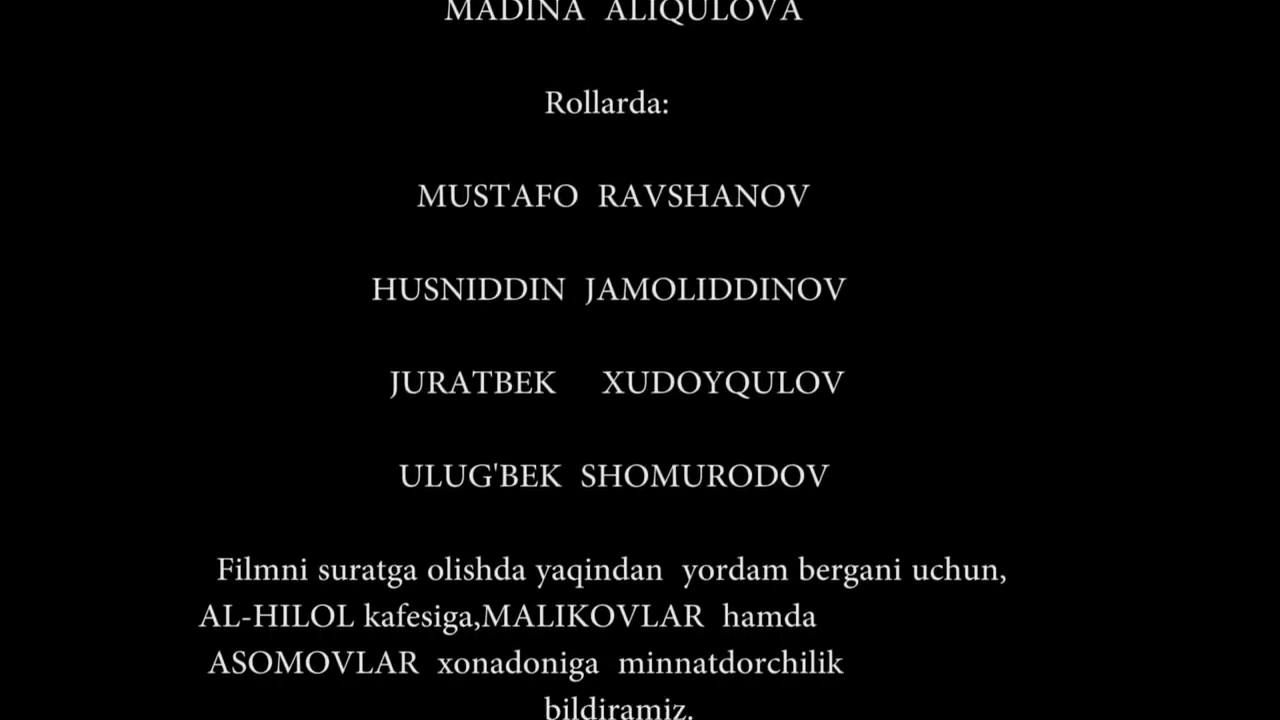 MADINA ALIQULOVA
Rollarda:
MUSTAFO RAVSHANOV
HUSNIDDIN JAMOLIDDINOV
JURATBEK XUDOYQULOV
ULUG'BEK SHOMURODOV
Filmni suratga olishda yaqindan yordam bergani uchun,
AL-HILOL kafesiga,MALIKOVLAR hamda
ASOMOVLAR xonadoniga minnatdorchilik
bildiramiz.